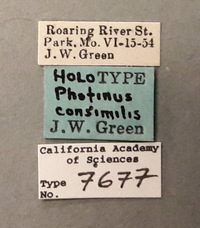 Roaring River St.
Park, Mo. VI-15-54
J. W. Green
HOLOTYPE
Photinus
consimilis
J. W. Green
California Academy
of Sciences
Type
No. 7677